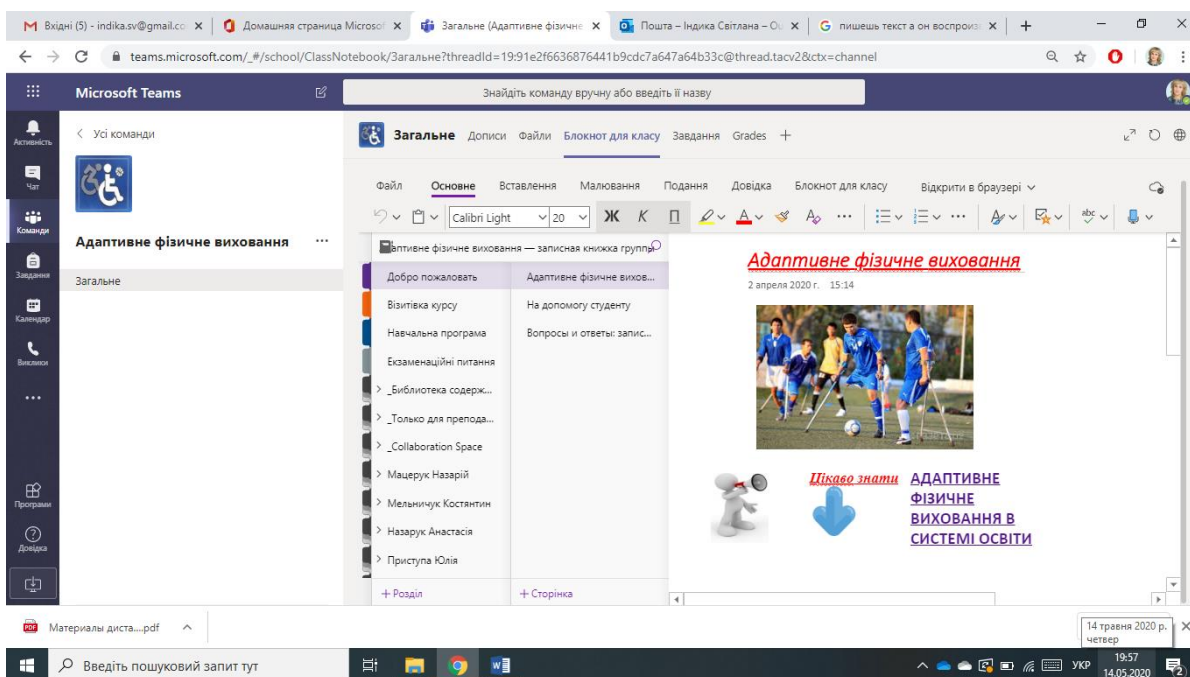 Вхідні (5) - indika.sv@gmail.co
Домашняя страница Microsof
Загальне (Адаптивне фізичне
Пошта – Індика Світлана – Ou
пишешь текст а он воспроиз
teams.microsoft.com/_#/school/ClassNotebook/Загальне?threadId=19:91e2f6636876441b9cdc7a647a64b33c@thread.tacv2&ctx=channel
Microsoft Teams
Знайдіть команду вручну або введіть її назву
Активність
Чат
Команди
Завдання
Календар
Виклики
Програми
Довідка
Усі команди
Адаптивне фізичне виховання
Загальне
Загальне Дописи Файли Блокнот для класу Завдання Grades +
Файл Основне Вставлення Малювання Подання Довідка Блокнот для класу Відкрити в браузері
Calibri Light 20 Ж К П
аптивне фізичне виховання — записная книжка группы
Добро пожаловать
Візитівка курсу
Навчальна програма
Екзаменаційні питання
_Библиотека содерж...
_Только для препода...
_Collaboration Space
Мацерук Назарій
Мельничук Костянтин
Назарук Анастасія
Приступа Юлія
+ Розділ
Адаптивне фізичне вихов...
На допомогу студенту
Вопросы и ответы: запис...
+ Сторінка
Адаптивне фізичне виховання
2 апреля 2020 г. 15:14
Цікаво знати
АДАПТИВНЕ
ФІЗИЧНЕ
ВИХОВАННЯ В
СИСТЕМІ ОСВІТИ
Материалы диста....pdf
14 травня 2020 р.
четвер
Введіть пошуковий запит тут
УКР
19:57
14.05.2020